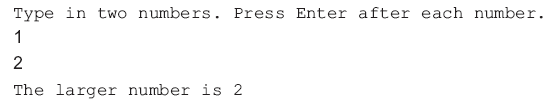 Type in two numbers. Press Enter after each number.
1
2
The larger number is 2